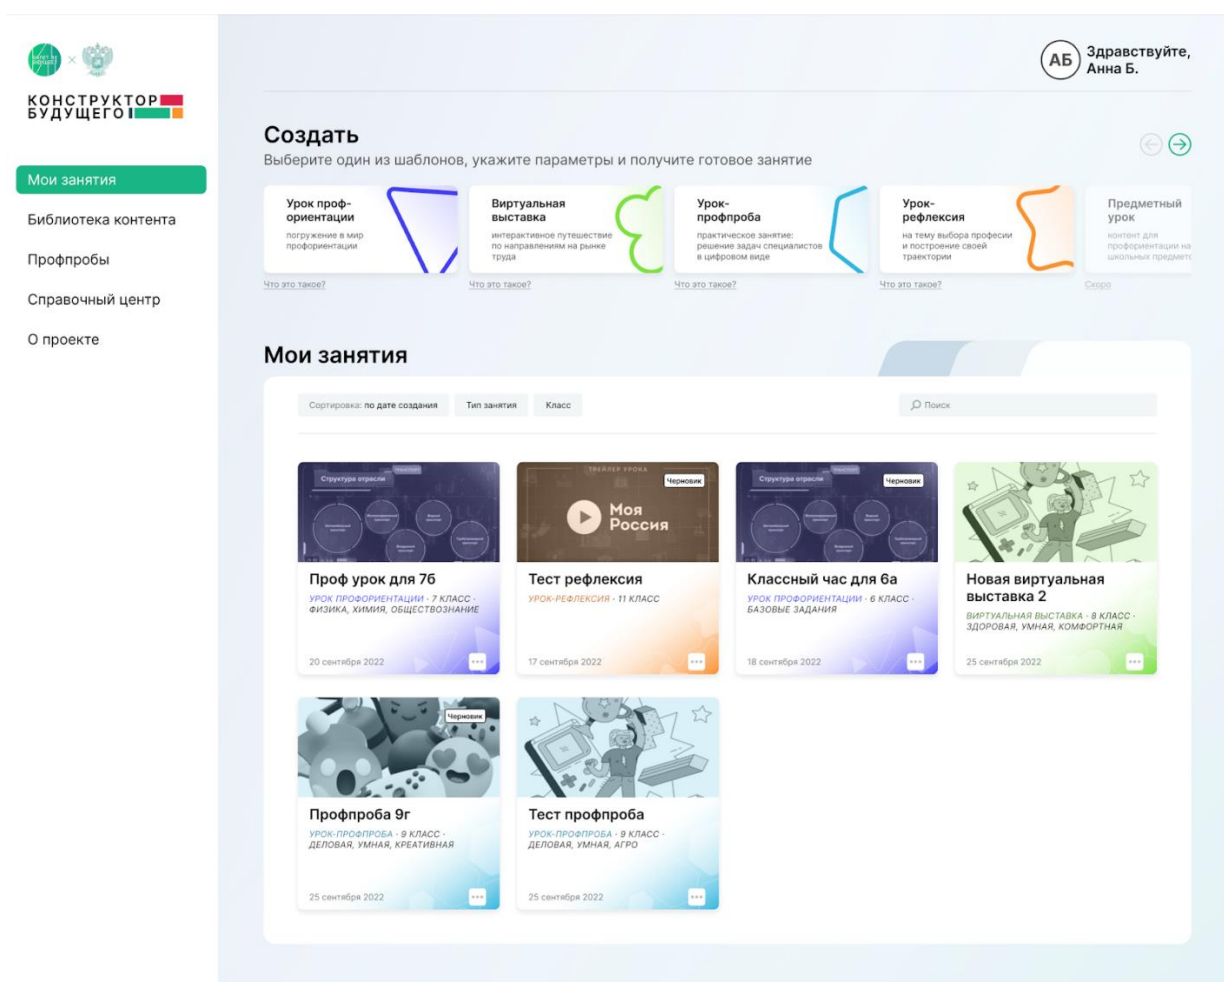 КОНСТРУКТОР
БУДУЩЕГО
Мои занятия
Библиотека контента
Профпробы
Справочный центр
О проекте
АБ
Здравствуйте,
Анна Б.
Создать
Выберите один из шаблонов, укажите параметры и получите готовое занятие
Урок проф-
ориентации
погружение в мир
профориентации
Что это такое?
Виртуальная
выставка
интерактивное путешествие
по направлениям на рынке
труда
Что это такое?
Урок-
профпроба
практическое занятие:
решение задач специалистов
в цифровом виде
Что это такое?
Урок-
рефлексия
на тему выбора професии
и построение своей
траектории
Что это такое?
Предметный
урок
контент для
профориентации на
школьных
Скоро
Мои занятия
Сортировка: по дате создания
Тип занятия
Класс
Поиск
Структура отрасли
Проф урок для 7б
УРОК ПРОФОРИЕНТАЦИИ · 7 КЛАСС ·
ФИЗИКА, ХИМИЯ, ОБЩЕСТВОЗНАНИЕ
20 сентября 2022
ТРЕЙЛЕР УРОКА
Черновик
Моя
Россия
Тест рефлексия
УРОК-РЕФЛЕКСИЯ · 11 КЛАСС
17 сентября 2022
Структура отрасли
Черновик
Классный час для 6а
УРОК ПРОФОРИЕНТАЦИИ · 6 КЛАСС ·
БАЗОВЫЕ ЗАДАНИЯ
18 сентября 2022
Новая виртуальная
выставка 2
ВИРТУАЛЬНАЯ ВЫСТАВКА · 8 КЛАСС ·
ЗДОРОВАЯ, УМНАЯ, КОМФОРТНАЯ
25 сентября 2022
Черновик
Профпроба 9г
УРОК-ПРОФПРОБА · 9 КЛАСС ·
ДЕЛОВАЯ, УМНАЯ, КРЕАТИВНАЯ
25 сентября 2022
Тест профпроба
УРОК-ПРОФПРОБА · 9 КЛАСС ·
ДЕЛОВАЯ, УМНАЯ, АГРО
25 сентября 2022